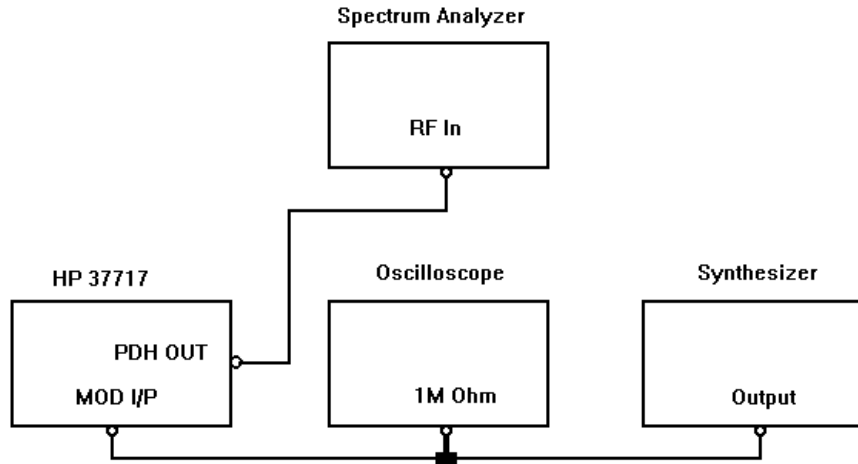 Spectrum Analyzer
RF In
HP 37717
PDH OUT
MOD I/P
Oscilloscope
1M Ohm
Synthesizer
Output